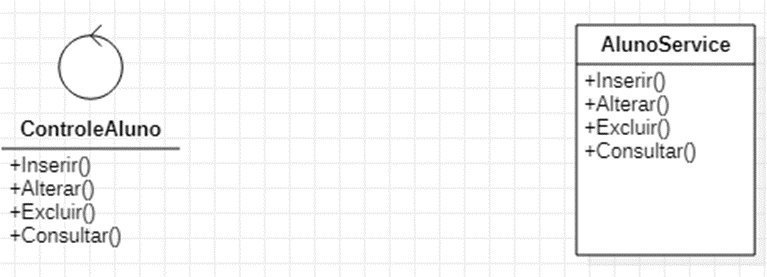 ControleAluno
+Inserir()
+Alterar()
+Excluir()
+Consultar()
AlunoService
+Inserir()
+Alterar()
+Excluir()
+Consultar()